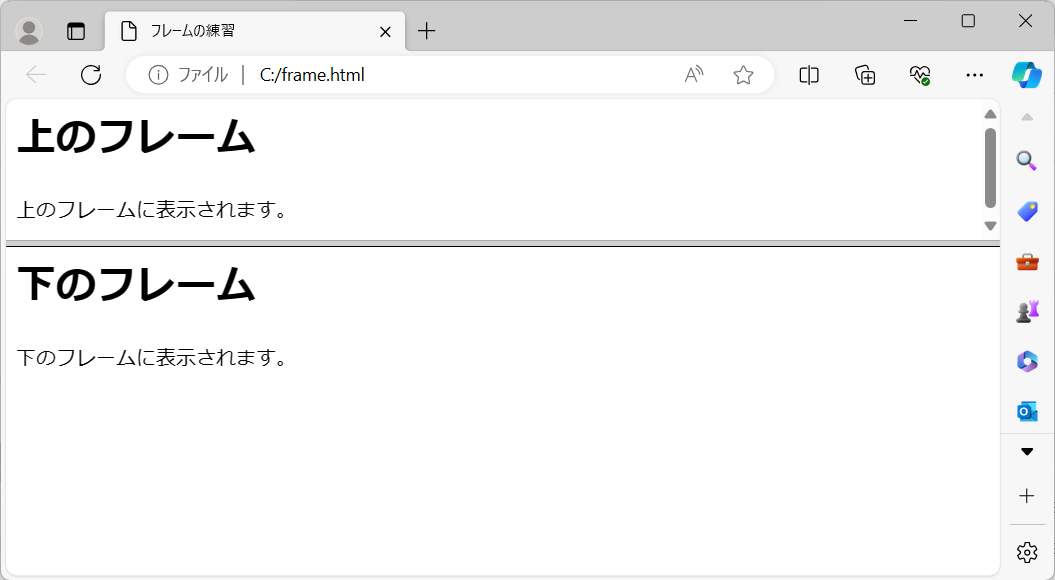 フレームの練習
ファイル
C:/frame.html
上のフレーム
上のフレームに表示されます。
下のフレーム
下のフレームに表示されます。